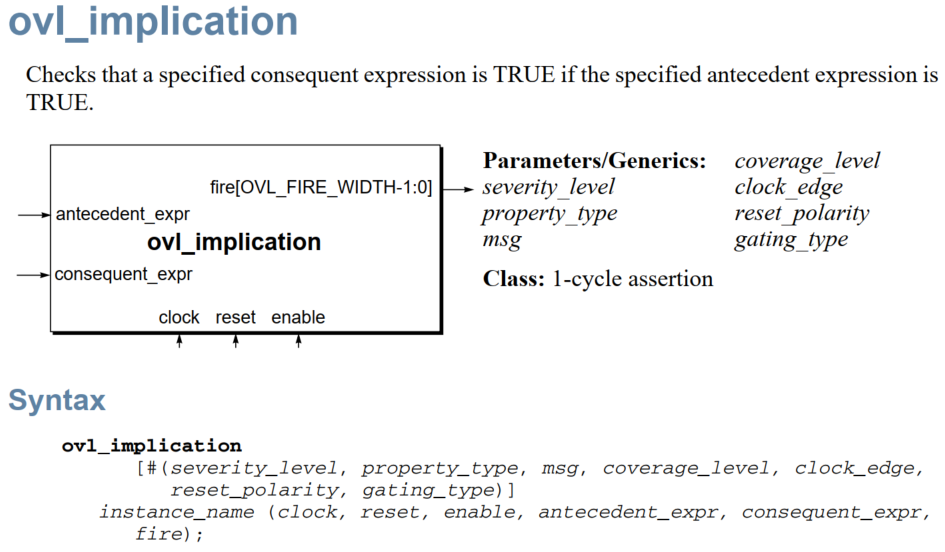 ovl_implication
Checks that a specified consequent expression is TRUE if the specified antecedent expression is
TRUE.
fire[OVL_FIRE_WIDTH-1:0]
antecedent_expr
ovl_implication
consequent_expr
clock reset enable
Parameters/Generics: coverage_level
severity_level clock_edge
property_type reset_polarity
msg gating_type
Class: 1-cycle assertion
Syntax
ovl_implication
[#(severity_level, property_type, msg, coverage_level, clock_edge,
reset_polarity, gating_type)]
instance_name (clock, reset, enable, antecedent_expr, consequent_expr,
fire);